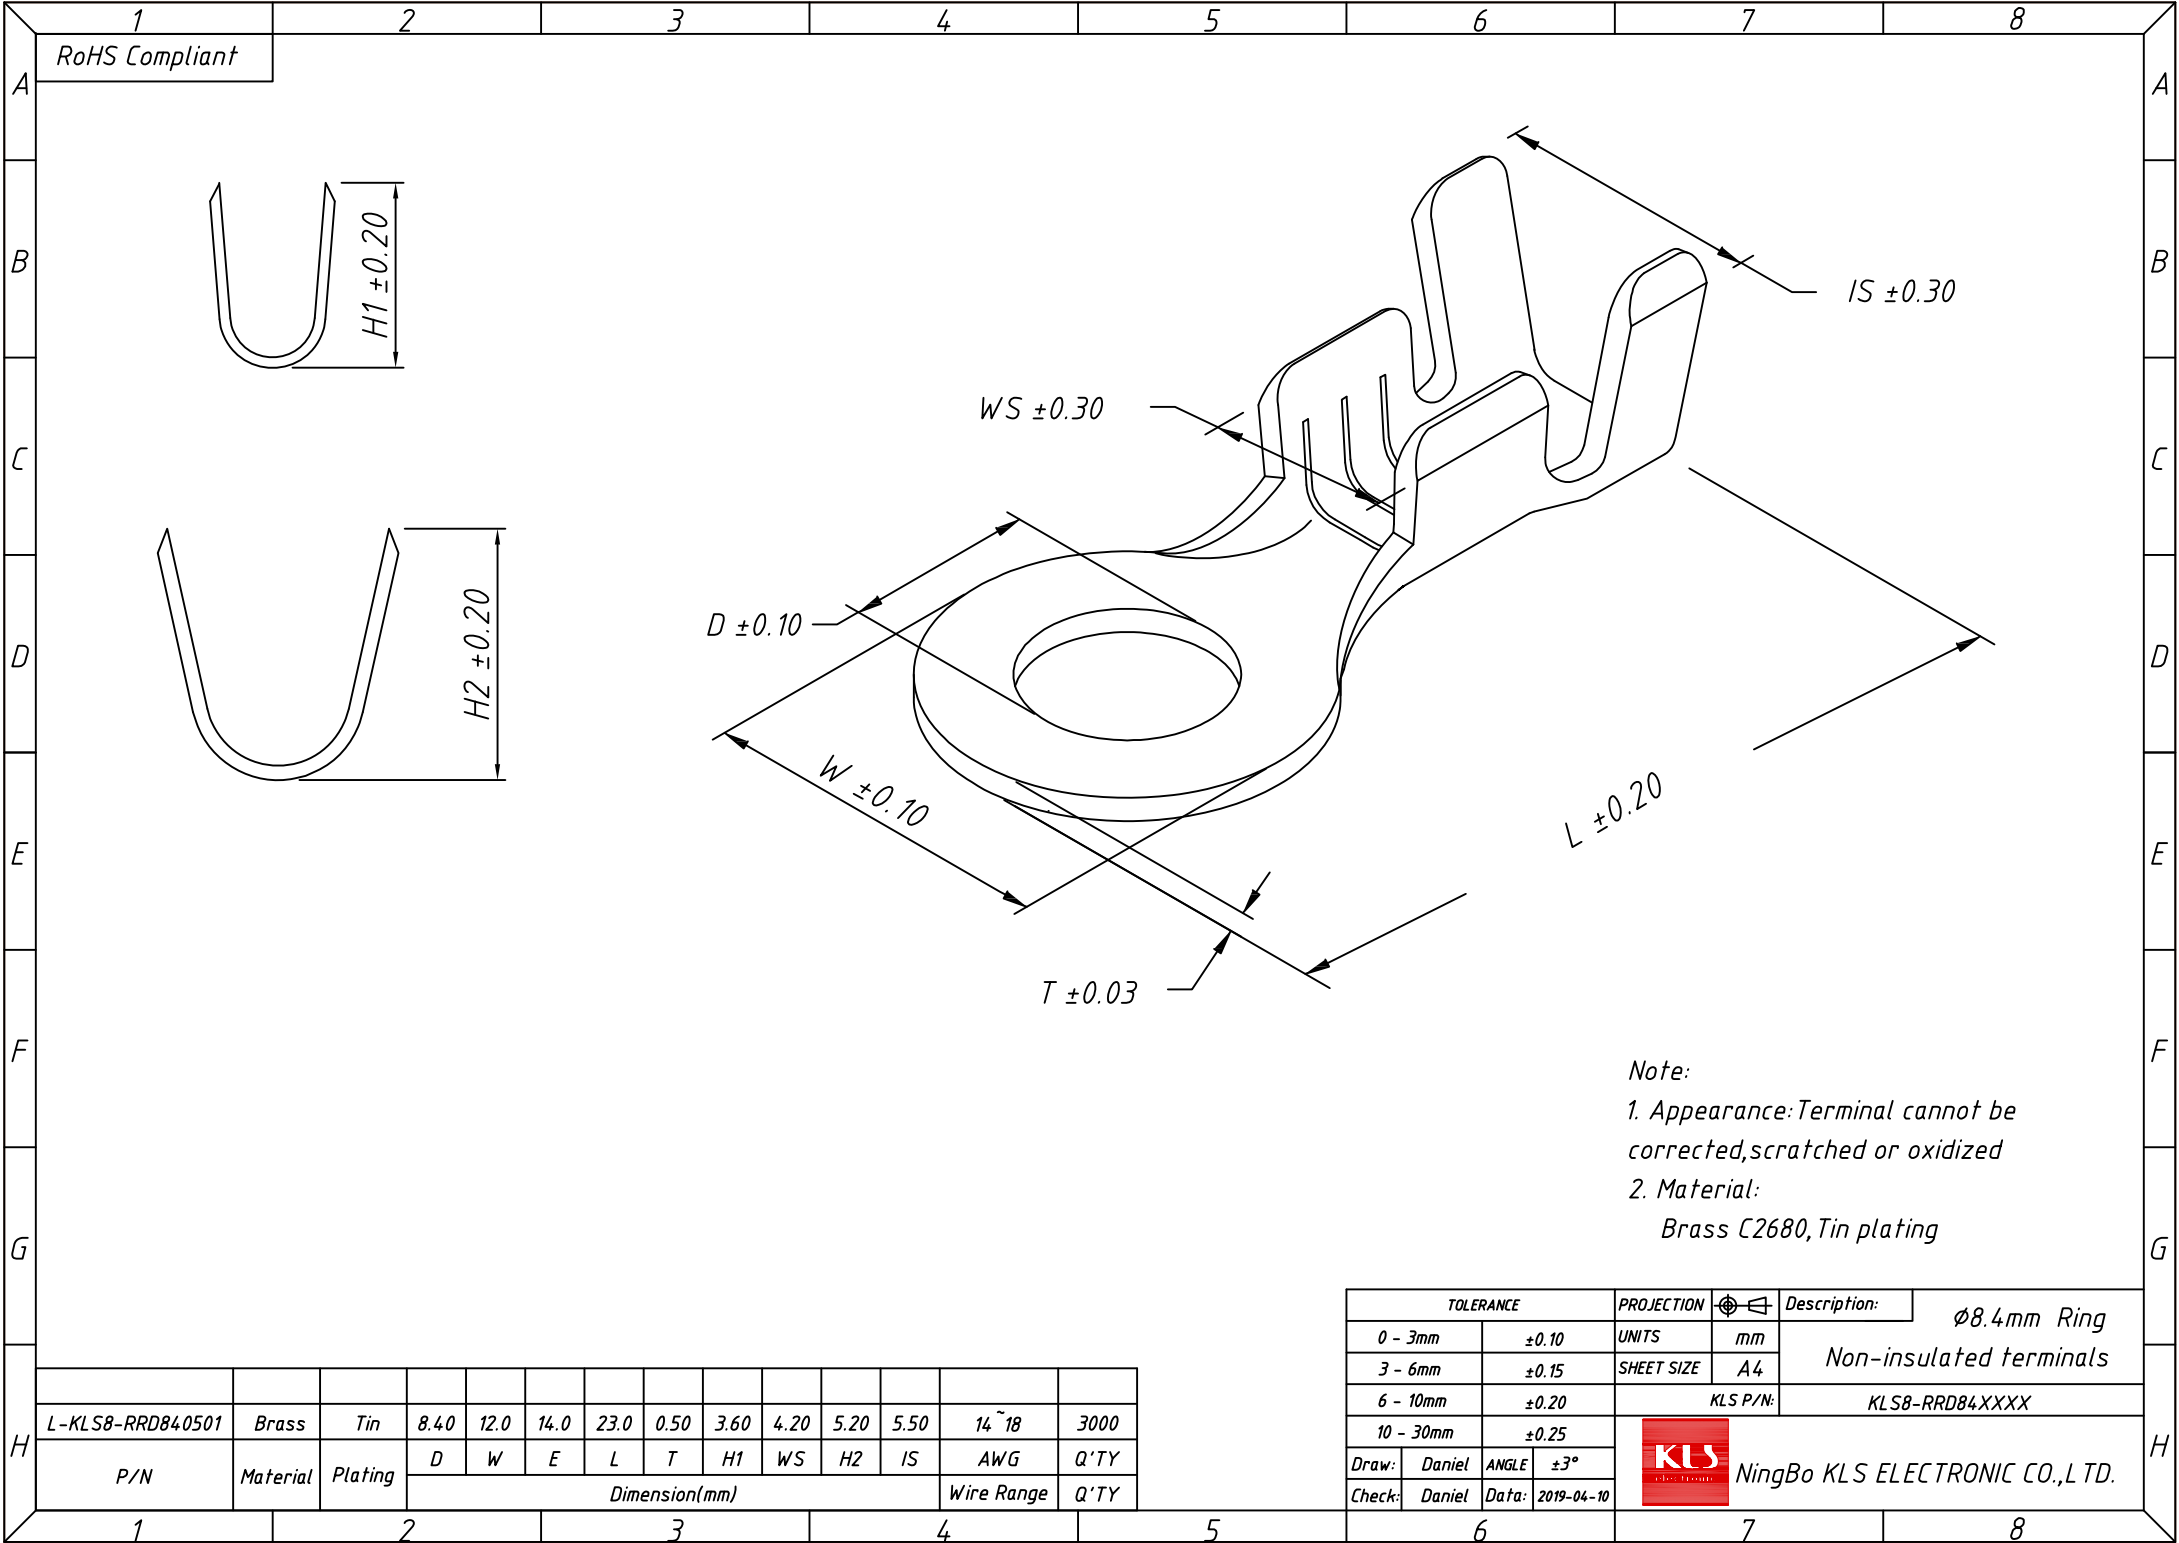 1 2 3 4 5 6 7 8
RoHS Compliant
A A
B B
C C
D D
E E
F F
G G
H H
H1 ±0.20
H2 ±0.20
IS ±0.30
WS ±0.30
D ±0.10
W ±0.10
L ±0.20
T ±0.03
Note:
1. Appearance:Terminal cannot be
corrected,scratched or oxidized
2. Material:
Brass C2680,Tin plating
L-KLS8-RRD840501 Brass Tin 8.40 12.0 14.0 23.0 0.50 3.60 4.20 5.20 5.50 14~18 3000
P/N Material Plating D W E L T H1 WS H2 IS AWG Q'TY
Dimension(mm) Wire Range Q'TY
TOLERANCE PROJECTION Description: Ø8.4mm Ring
0 - 3mm ±0.10 UNITS mm
3 - 6mm ±0.15 SHEET SIZE A4 Non-insulated terminals
6 - 10mm ±0.20 KLS P/N: KLS8-RRD84XXXX
10 - 30mm ±0.25
Draw: Daniel ANGLE ±3°
Check: Daniel Data: 2019-04-10
KLS
electronic
NingBo KLS ELECTRONIC CO.,LTD.
1 2 3 4 5 6 7 8